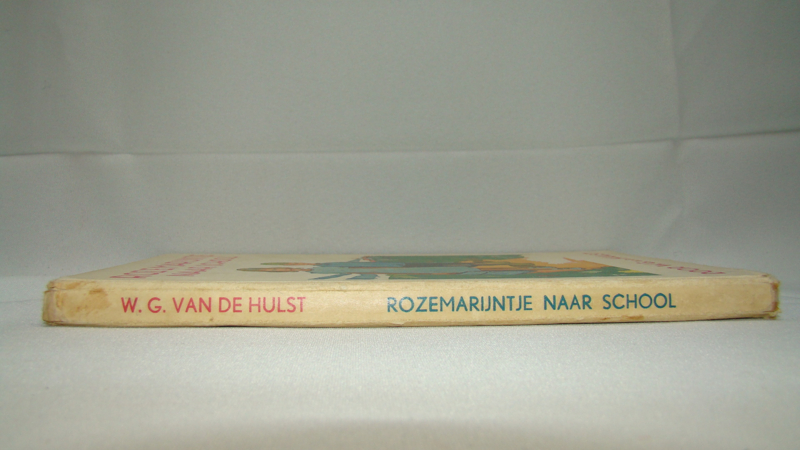 W. G. VAN DE HULST ROZEMARIJNTJE NAAR SCHOOL